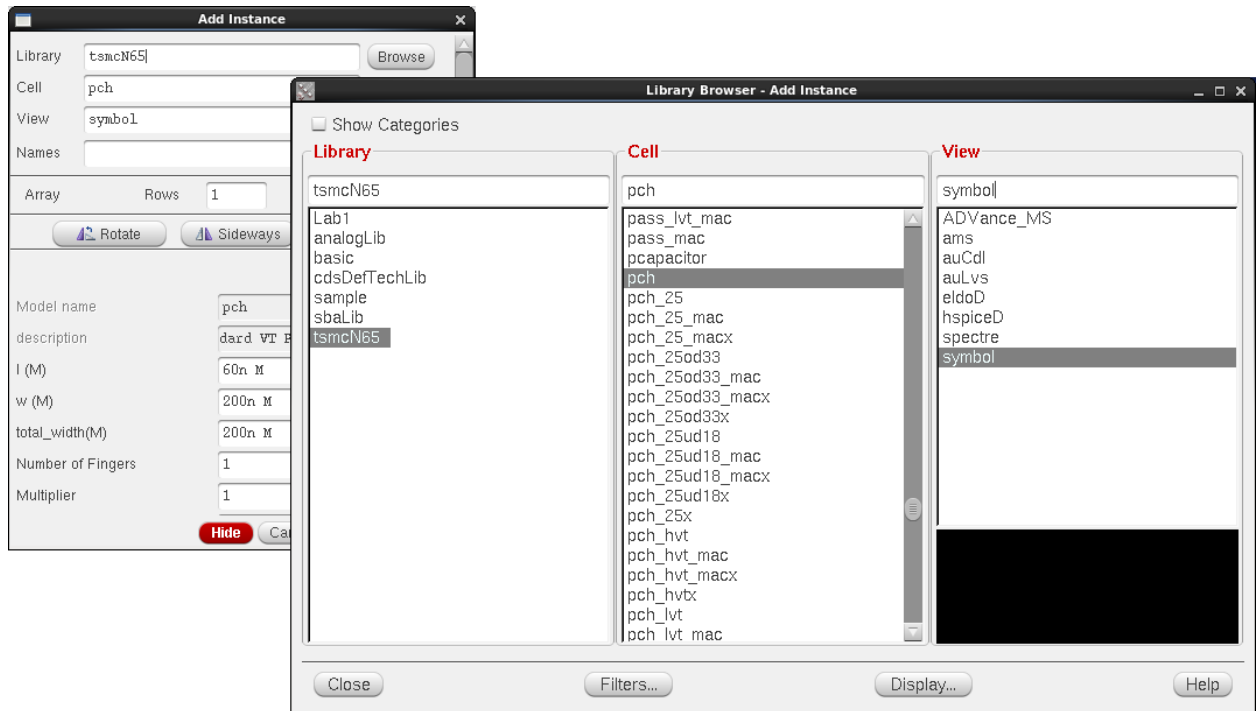 Add Instance
Library tsmcN65 Browse
Cell pch
View symbol
Names
Array Rows 1
Rotate Sideways
Model name pch
description dard VT P
l (M) 60n M
w (M) 200n M
total_width(M) 200n M
Number of Fingers 1
Multiplier 1
Hide Ca
Library Browser - Add Instance
Show Categories
Library
tsmcN65
Lab1
analogLib
basic
cdsDefTechLib
sample
sbaLib
tsmcN65
Cell
pch
pass_lvt_mac
pass_mac
pcapacitor
pch
pch_25
pch_25_mac
pch_25_macx
pch_25od33
pch_25od33_mac
pch_25od33_macx
pch_25od33x
pch_25ud18
pch_25ud18_mac
pch_25ud18_macx
pch_25ud18x
pch_25x
pch_hvt
pch_hvt_mac
pch_hvt_macx
pch_hvtx
pch_lvt
pch_lvt_mac
View
symbol
ADVance_MS
ams
auCdl
auLvs
eldoD
hspiceD
spectre
symbol
Close Filters... Display... Help